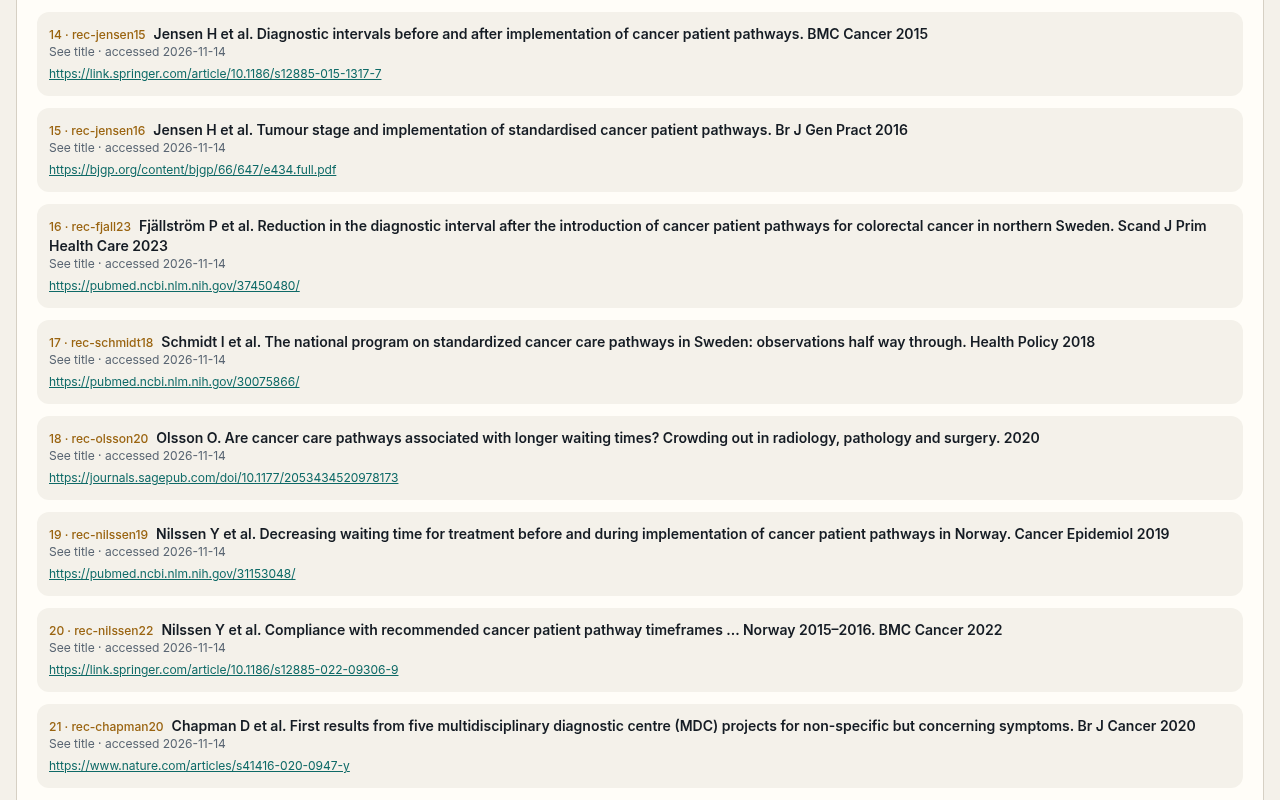 14 · rec-jensen15 Jensen H et al. Diagnostic intervals before and after implementation of cancer patient pathways. BMC Cancer 2015
See title · accessed 2026-11-14
https://link.springer.com/article/10.1186/s12885-015-1317-7
15 · rec-jensen16 Jensen H et al. Tumour stage and implementation of standardised cancer patient pathways. Br J Gen Pract 2016
See title · accessed 2026-11-14
https://bjgp.org/content/bjgp/66/647/e434.full.pdf
16 · rec-fjall23 Fjällström P et al. Reduction in the diagnostic interval after the introduction of cancer patient pathways for colorectal cancer in northern Sweden. Scand J Prim
Health Care 2023
See title · accessed 2026-11-14
https://pubmed.ncbi.nlm.nih.gov/37450480/
17 · rec-schmidt18 Schmidt I et al. The national program on standardized cancer care pathways in Sweden: observations half way through. Health Policy 2018
See title · accessed 2026-11-14
https://pubmed.ncbi.nlm.nih.gov/30075866/
18 · rec-olsson20 Olsson O. Are cancer care pathways associated with longer waiting times? Crowding out in radiology, pathology and surgery. 2020
See title · accessed 2026-11-14
https://journals.sagepub.com/doi/10.1177/2053434520978173
19 · rec-nilssen19 Nilssen Y et al. Decreasing waiting time for treatment before and during implementation of cancer patient pathways in Norway. Cancer Epidemiol 2019
See title · accessed 2026-11-14
https://pubmed.ncbi.nlm.nih.gov/31153048/
20 · rec-nilssen22 Nilssen Y et al. Compliance with recommended cancer patient pathway timeframes … Norway 2015–2016. BMC Cancer 2022
See title · accessed 2026-11-14
https://link.springer.com/article/10.1186/s12885-022-09306-9
21 · rec-chapman20 Chapman D et al. First results from five multidisciplinary diagnostic centre (MDC) projects for non-specific but concerning symptoms. Br J Cancer 2020
See title · accessed 2026-11-14
https://www.nature.com/articles/s41416-020-0947-y